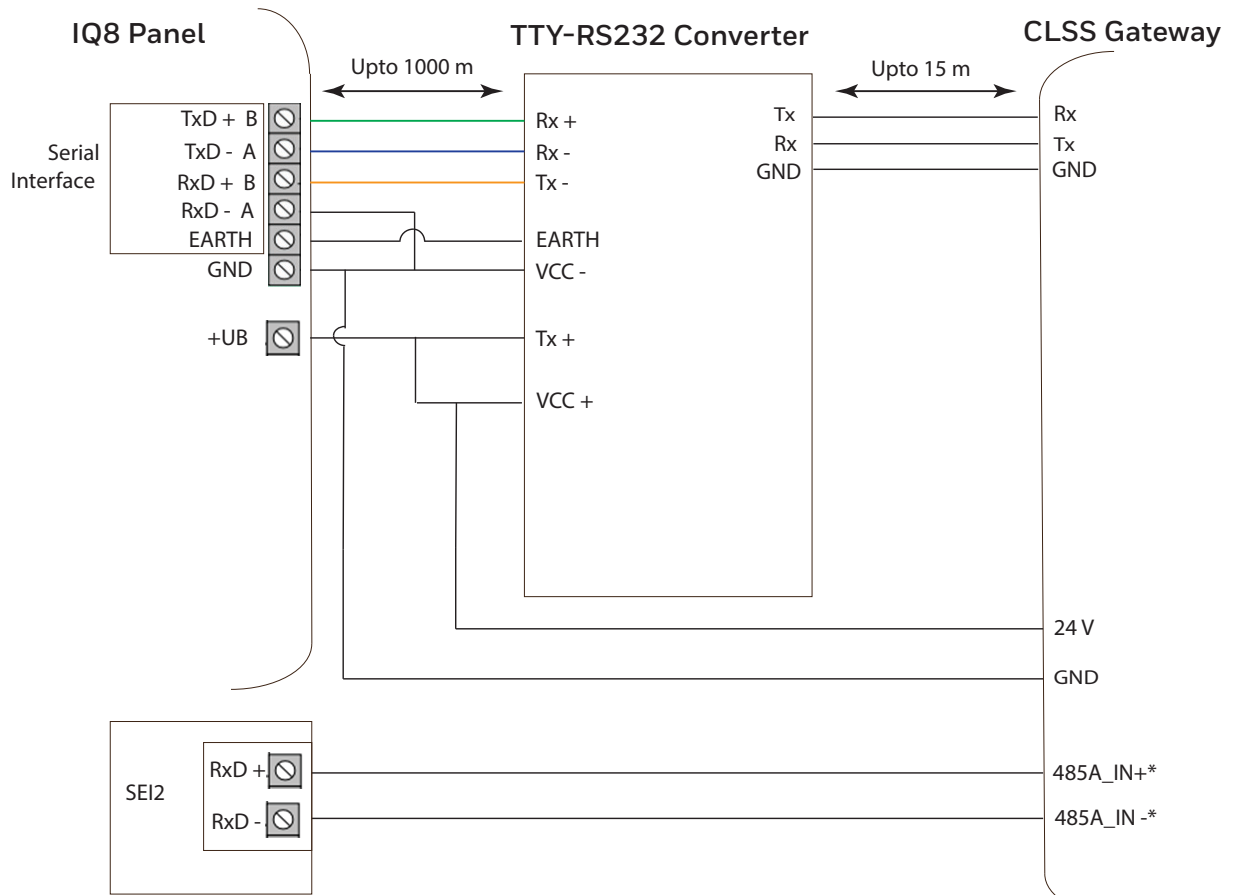 IQ8 Panel
TTY-RS232 Converter
CLSS Gateway
Upto 1000 m
Upto 15 m
Serial
Interface
TxD + B
TxD - A
RxD + B
RxD - A
EARTH
GND
+UB
Rx +
Rx -
Tx -
EARTH
VCC -
Tx +
VCC +
Tx
Rx
GND
Rx
Tx
GND
24 V
GND
SEI2
RxD +
RxD -
485A_IN+*
485A_IN -*